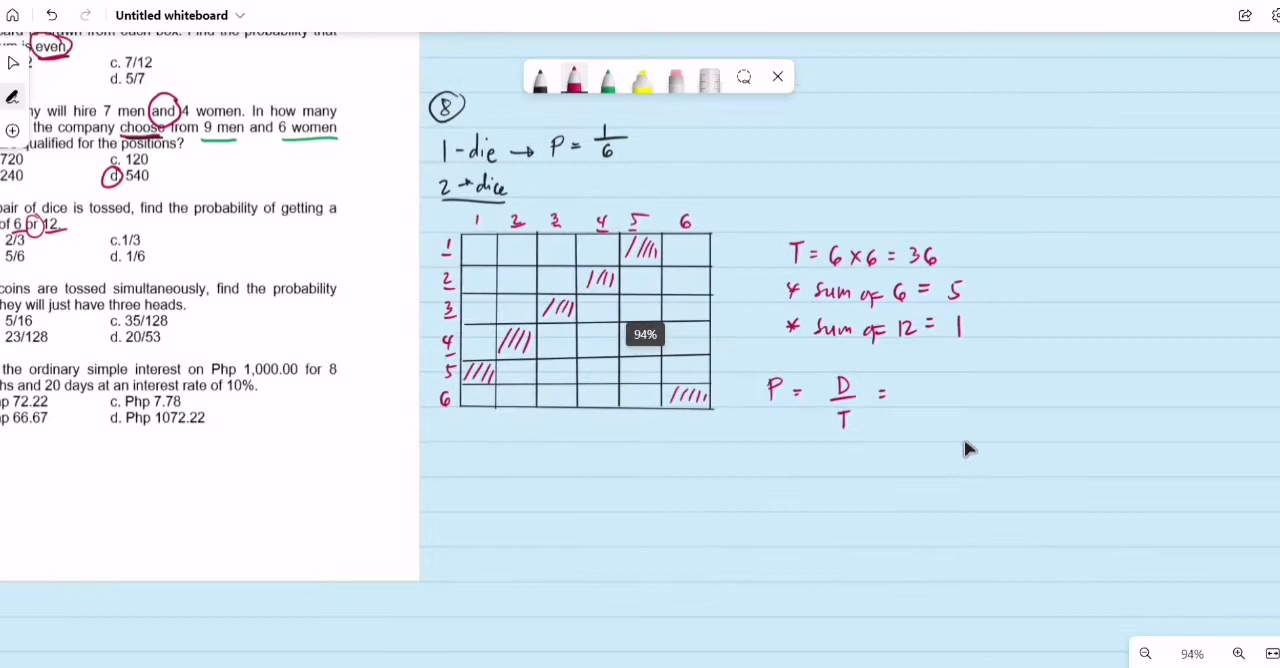 Untitled whiteboard
from each box. Find the probability that
is even
c. 7/12
d. 5/7
will hire 7 men and 4 women. In how many
the company choose from 9 men and 6 women
qualified for the positions?
720 c. 120
240 d. 540
pair of dice is tossed, find the probability of getting a
of 6 or 12.
2/3 c.1/3
5/6 d. 1/6
coins are tossed simultaneously, find the probability
hey will just have three heads.
5/16 c. 35/128
23/128 d. 20/53
the ordinary simple interest on Php 1,000.00 for 8
hs and 20 days at an interest rate of 10%.
p 72.22 c. Php 7.78
p 66.67 d. Php 1072.22
8
1-die → P = 1/6
2 → dice
1 2 3 4 5 6
1
2
3
4
5
6
94%
T = 6 × 6 = 36
* sum of 6 = 5
* sum of 12 = 1
P = D/T =
94%